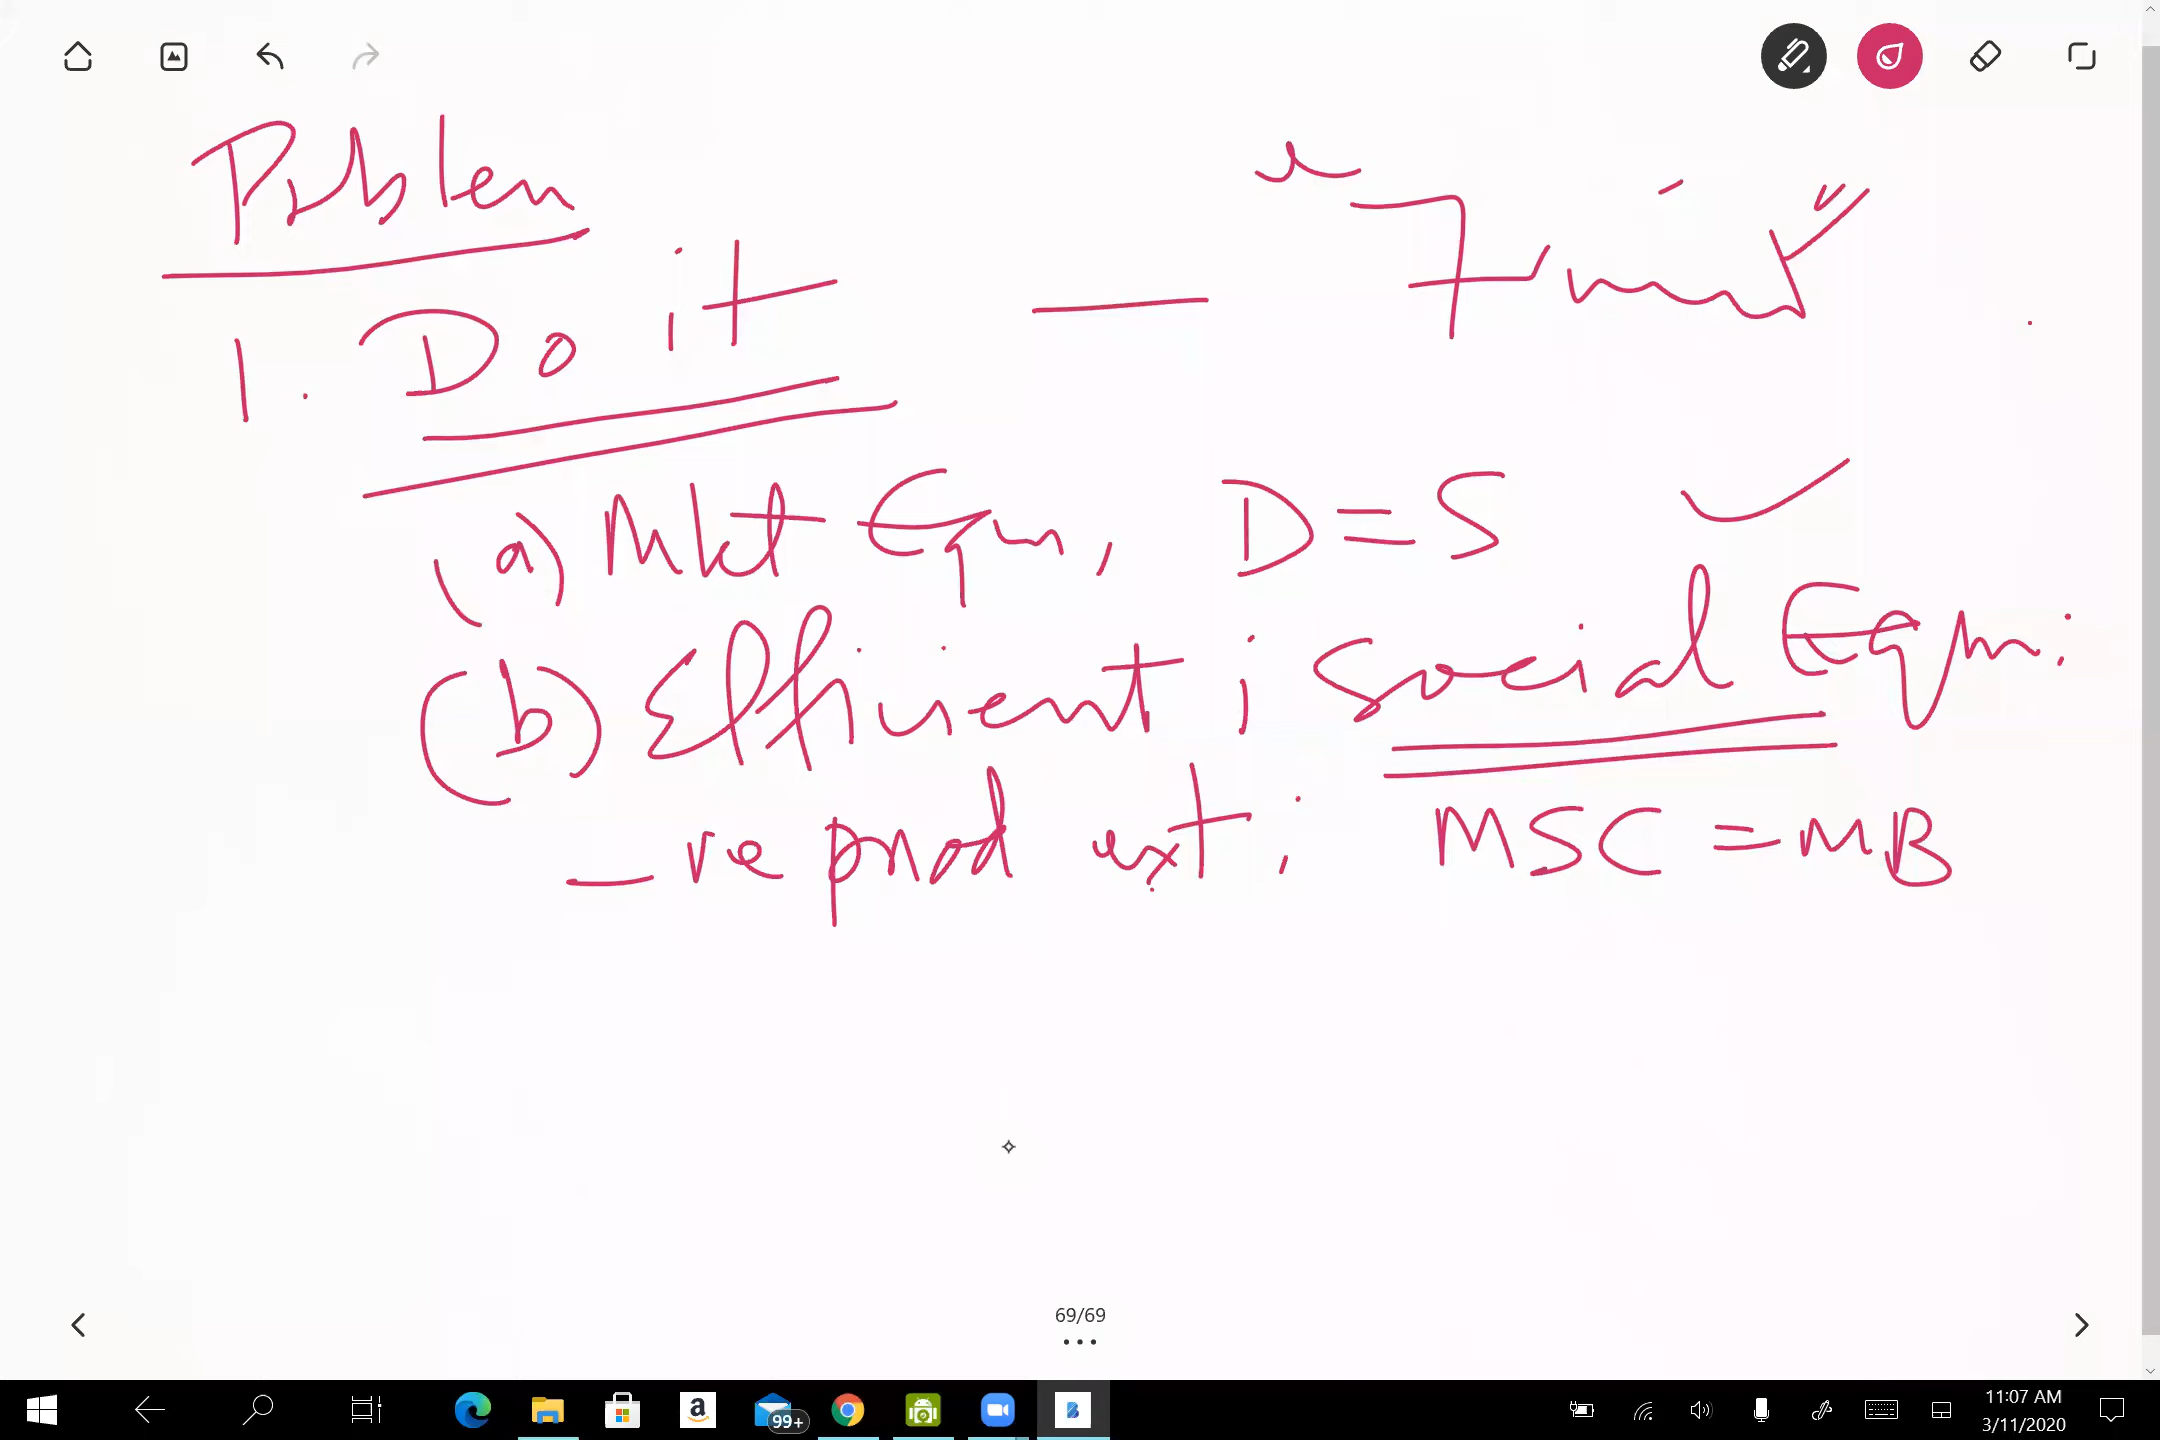 Problem
1. Do it — ~ 7 min
(a) Mkt Eqm, D = S ✓
(b) Efficient ; Social Eqm :
- ve prod ext : MSC = MB
69/69
99+
11:07 AM
3/11/2020